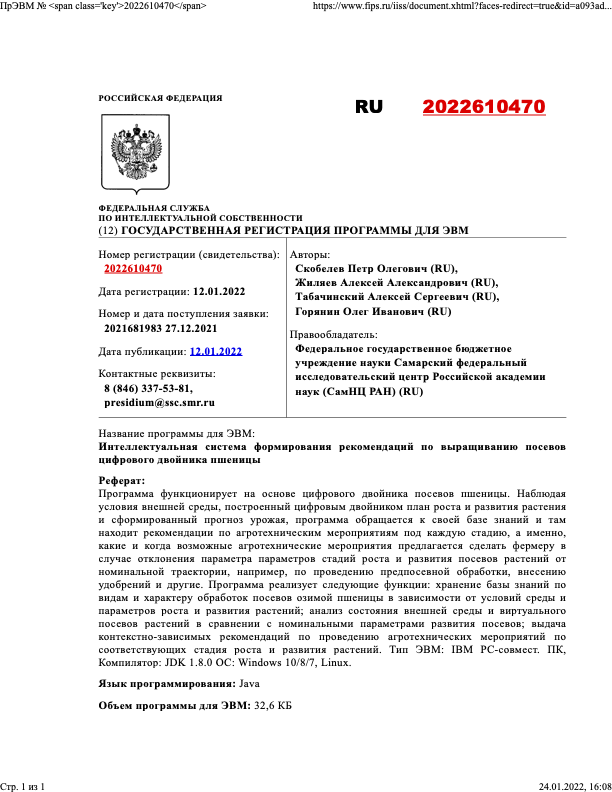 ПрЭВМ № <span class='key'>2022610470</span>
https://www.fips.ru/iiss/document.xhtml?faces-redirect=true&id=a093ad...
РОССИЙСКАЯ ФЕДЕРАЦИЯ
RU 2022610470
ФЕДЕРАЛЬНАЯ СЛУЖБА
ПО ИНТЕЛЛЕКТУАЛЬНОЙ СОБСТВЕННОСТИ
(12) ГОСУДАРСТВЕННАЯ РЕГИСТРАЦИЯ ПРОГРАММЫ ДЛЯ ЭВМ
Номер регистрации (свидетельства):
2022610470
Дата регистрации: 12.01.2022
Номер и дата поступления заявки:
2021681983 27.12.2021
Дата публикации: 12.01.2022
Контактные реквизиты:
8 (846) 337-53-81,
presidium@ssc.smr.ru
Авторы:
Скобелев Петр Олегович (RU),
Жиляев Алексей Александрович (RU),
Табачинский Алексей Сергеевич (RU),
Горянин Олег Иванович (RU)
Правообладатель:
Федеральное государственное бюджетное
учреждение науки Самарский федеральный
исследовательский центр Российской академии
наук (СамНЦ РАН) (RU)
Название программы для ЭВМ:
Интеллектуальная система формирования рекомендаций по выращиванию посевов
цифрового двойника пшеницы
Реферат:
Программа функционирует на основе цифрового двойника посевов пшеницы. Наблюдая
условия внешней среды, построенный цифровым двойником план роста и развития растения
и сформированный прогноз урожая, программа обращается к своей базе знаний и там
находит рекомендации по агротехническим мероприятиям под каждую стадию, а именно,
какие и когда возможные агротехнические мероприятия предлагается сделать фермеру в
случае отклонения параметра параметров стадий роста и развития посевов растений от
номинальной траектории, например, по проведению предпосевной обработки, внесению
удобрений и другие. Программа реализует следующие функции: хранение базы знаний по
видам и характеру обработок посевов озимой пшеницы в зависимости от условий среды и
параметров роста и развития растений; анализ состояния внешней среды и виртуального
посевов растений в сравнении с номинальными параметрами развития посевов; выдача
контекстно-зависимых рекомендаций по проведению агротехнических мероприятий по
соответствующих стадия роста и развития растений. Тип ЭВМ: IBM PC-совмест. ПК,
Компилятор: JDK 1.8.0 ОС: Windows 10/8/7, Linux.
Язык программирования: Java
Объем программы для ЭВМ: 32,6 КБ
Стр. 1 из 1
24.01.2022, 16:08